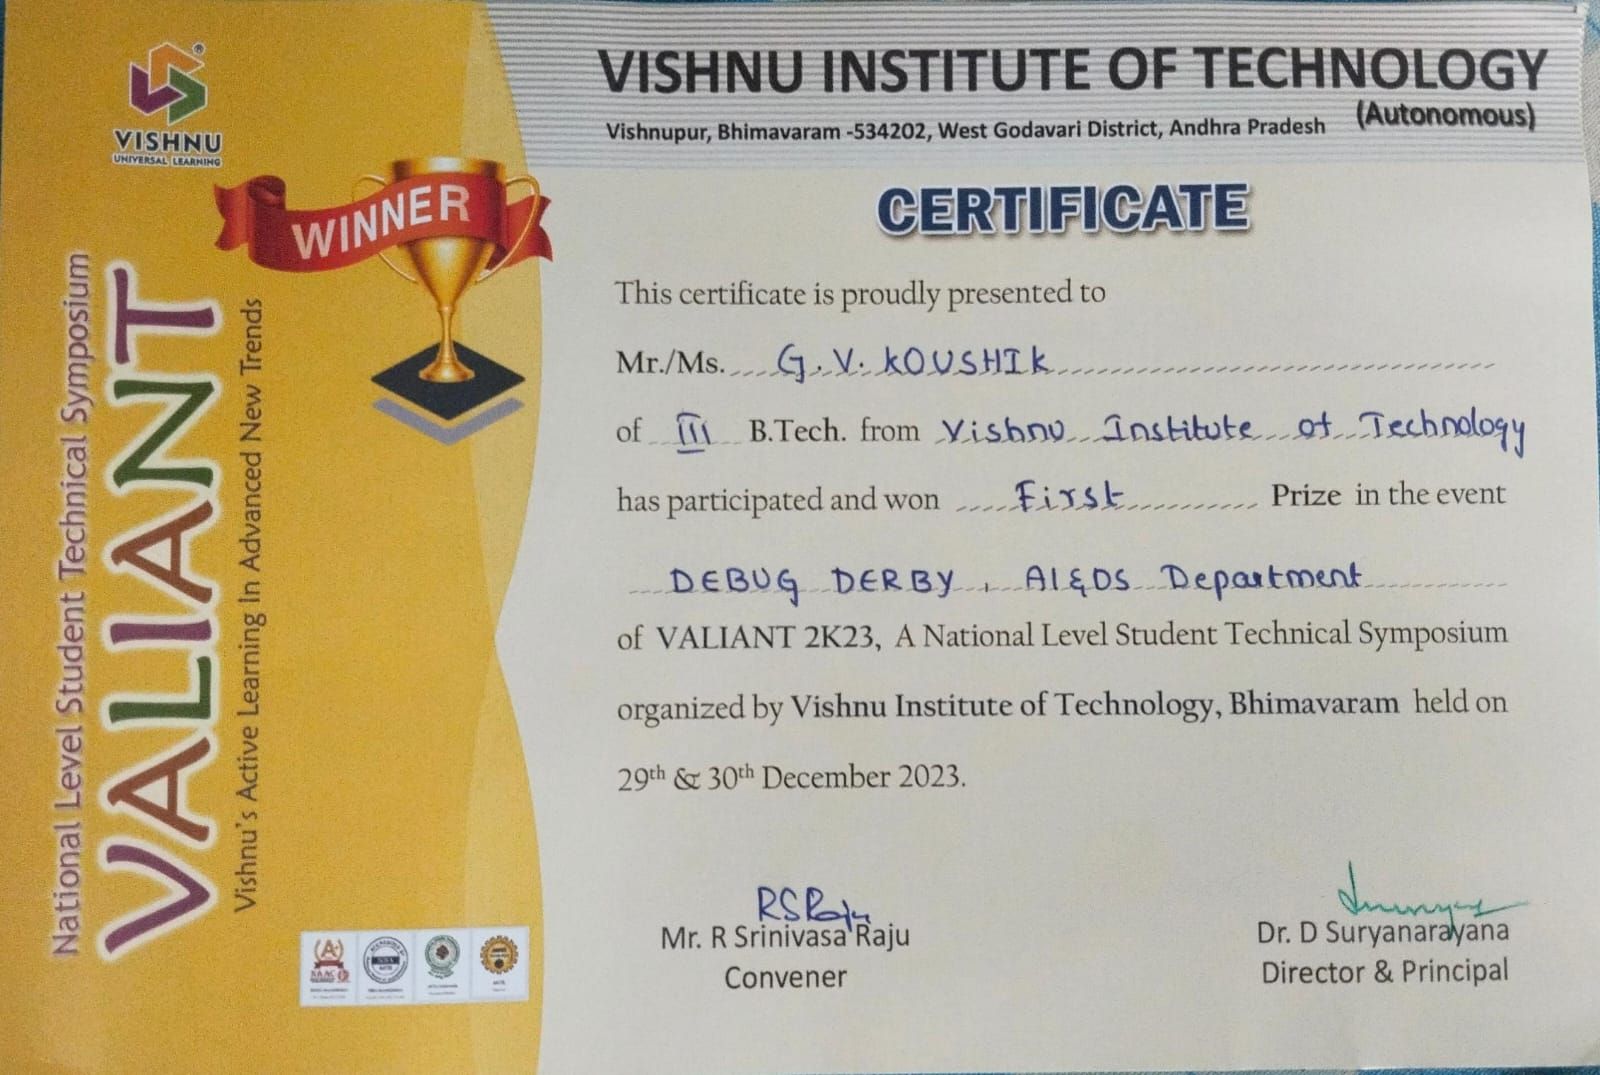 VISHNU
UNIVERSAL LEARNING
National Level Student Technical Symposium
VALIANT
Vishnu's Active Learning In Advanced New Trends
WINNER
VISHNU INSTITUTE OF TECHNOLOGY
(Autonomous)
Vishnupur, Bhimavaram -534202, West Godavari District, Andhra Pradesh
CERTIFICATE
This certificate is proudly presented to
Mr./Ms. G.V. KOUSHIK
of III B.Tech. from Vishnu Institute of Technology
has participated and won First Prize in the event
DEBUG DERBY, AI&DS Department
of VALIANT 2K23, A National Level Student Technical Symposium
organized by Vishnu Institute of Technology, Bhimavaram held on
29th & 30th December 2023.
RSRaju
Mr. R Srinivasa Raju
Convener
Dr. D Suryanarayana
Director & Principal
A+
NAAC